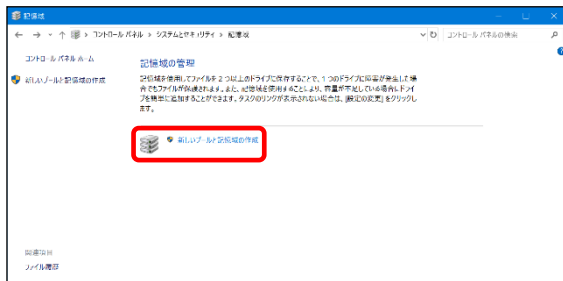 記憶域
コントロール パネル > システムとセキュリティ > 記憶域
コントロール パネルの検索
コントロール パネル ホーム
新しいプールと記憶域の作成
記憶域の管理
記憶域を使用してファイルを 2 つ以上のドライブに保存することで、1 つのドライブに障害が発生した場
合でもファイルが保護されます。また、記憶域を使用することにより、容量が不足している場合にドライ
ブを簡単に追加することができます。タスクのリンクが表示されない場合は、[設定の変更] をクリックし
ます。
新しいプールと記憶域の作成
関連項目
ファイル履歴